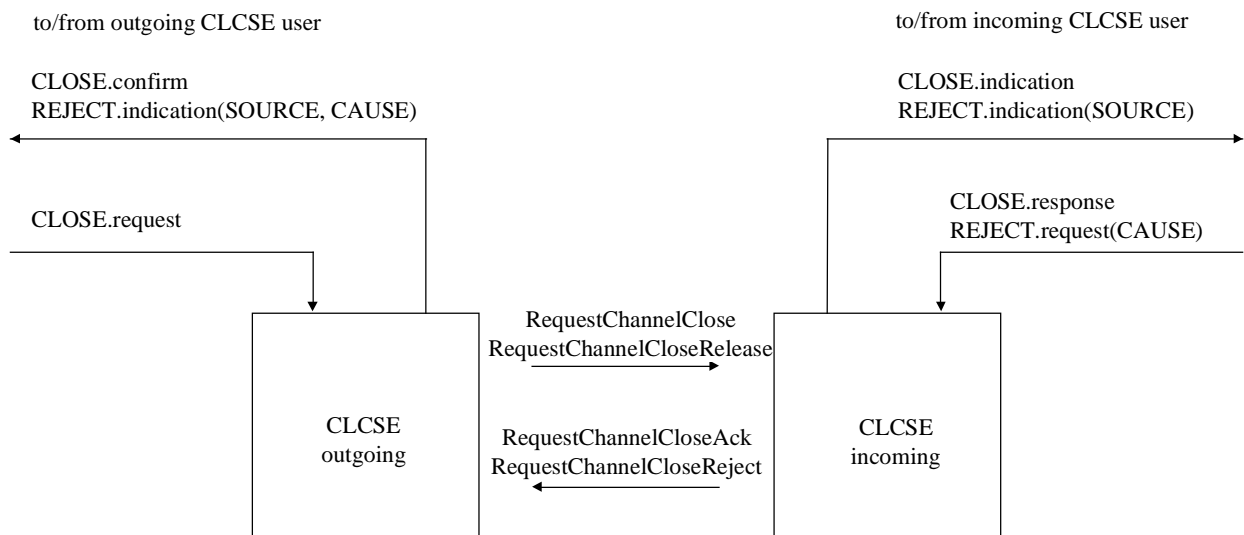 to/from outgoing CLCSE user
to/from incoming CLCSE user
CLOSE.confirm
REJECT.indication(SOURCE, CAUSE)
CLOSE.indication
REJECT.indication(SOURCE)
CLOSE.request
CLOSE.response
REJECT.request(CAUSE)
RequestChannelClose
RequestChannelCloseRelease
CLCSE
outgoing
RequestChannelCloseAck
RequestChannelCloseReject
CLCSE
incoming